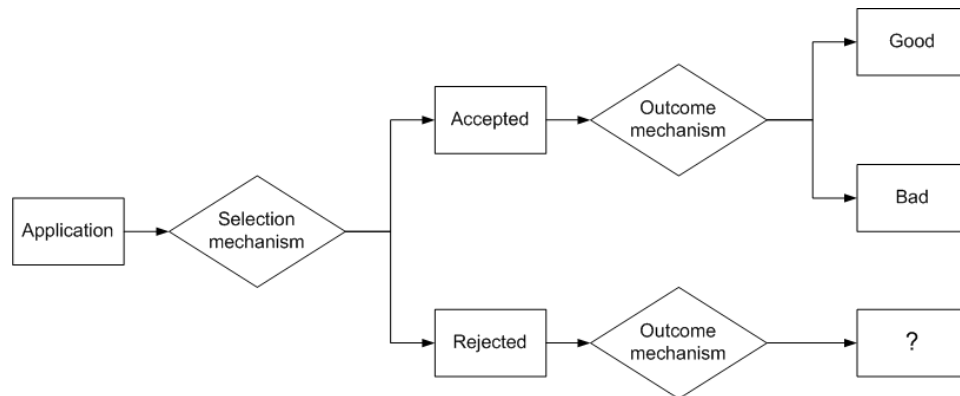 Application
Selection
mechanism
Accepted
Outcome
mechanism
Good
Bad
Rejected
Outcome
mechanism
?